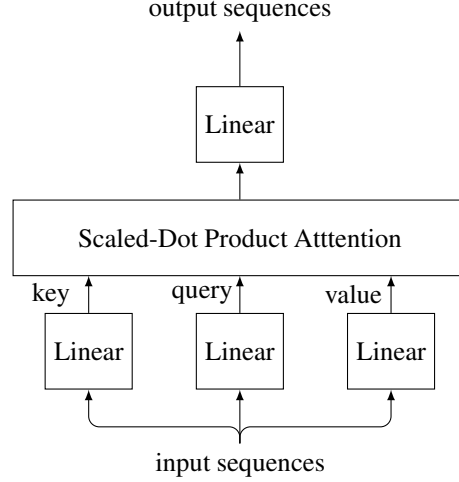 output sequences
Linear
Scaled-Dot Product Atttention
key query value
Linear Linear Linear
input sequences